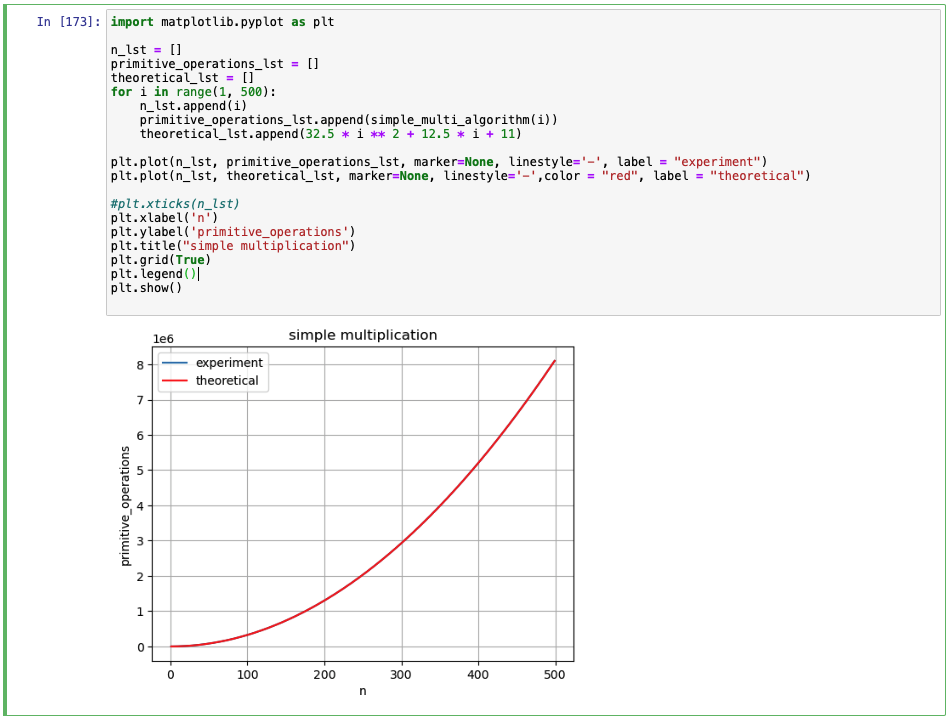 In [173]:
import matplotlib.pyplot as plt
n_lst = []
primitive_operations_lst = []
theoretical_lst = []
for i in range(1, 500):
    n_lst.append(i)
    primitive_operations_lst.append(simple_multi_algorithm(i))
    theoretical_lst.append(32.5 * i ** 2 + 12.5 * i + 11)
plt.plot(n_lst, primitive_operations_lst, marker=None, linestyle='-', label = "experiment")
plt.plot(n_lst, theoretical_lst, marker=None, linestyle='-',color = "red", label = "theoretical")
#plt.xticks(n_lst)
plt.xlabel('n')
plt.ylabel('primitive_operations')
plt.title("simple multiplication")
plt.grid(True)
plt.legend()
plt.show()
simple multiplication
1e6
experiment
theoretical
8
7
6
5
4
3
2
1
0
primitive_operations
0 100 200 300 400 500
n